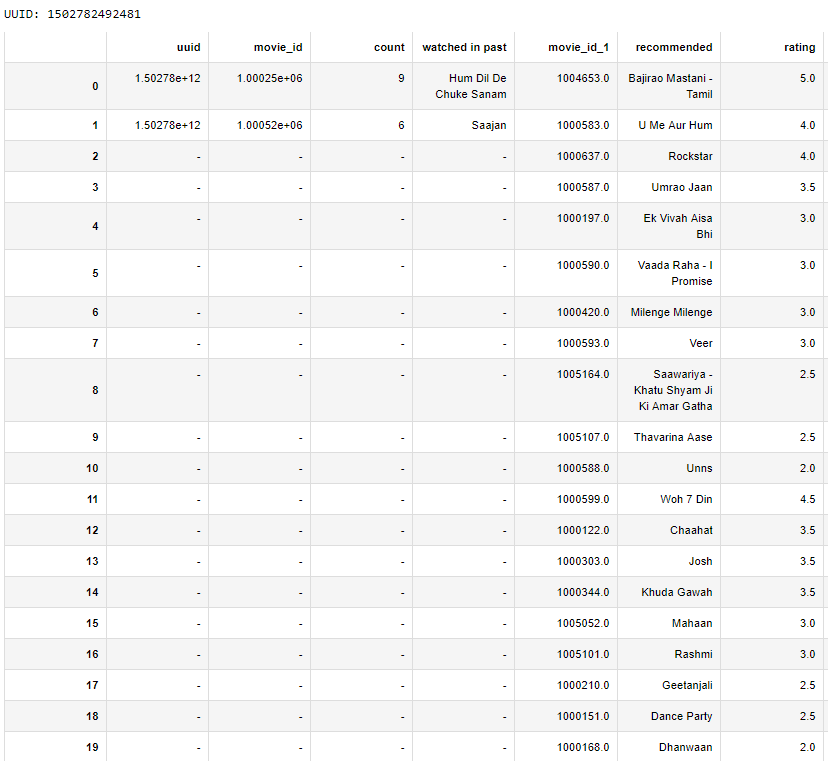 UUID: 1502782492481
uuid movie_id count watched in past movie_id_1 recommended rating
0 1.50278e+12 1.00025e+06 9 Hum Dil De Chuke Sanam 1004653.0 Bajirao Mastani - Tamil 5.0
1 1.50278e+12 1.00052e+06 6 Saajan 1000583.0 U Me Aur Hum 4.0
2 - - - - 1000637.0 Rockstar 4.0
3 - - - - 1000587.0 Umrao Jaan 3.5
4 - - - - 1000197.0 Ek Vivah Aisa Bhi 3.0
5 - - - - 1000590.0 Vaada Raha - I Promise 3.0
6 - - - - 1000420.0 Milenge Milenge 3.0
7 - - - - 1000593.0 Veer 3.0
8 - - - - 1005164.0 Saawariya - Khatu Shyam Ji Ki Amar Gatha 2.5
9 - - - - 1005107.0 Thavarina Aase 2.5
10 - - - - 1000588.0 Unns 2.0
11 - - - - 1000599.0 Woh 7 Din 4.5
12 - - - - 1000122.0 Chaahat 3.5
13 - - - - 1000303.0 Josh 3.5
14 - - - - 1000344.0 Khuda Gawah 3.5
15 - - - - 1005052.0 Mahaan 3.0
16 - - - - 1005101.0 Rashmi 3.0
17 - - - - 1000210.0 Geetanjali 2.5
18 - - - - 1000151.0 Dance Party 2.5
19 - - - - 1000168.0 Dhanwaan 2.0